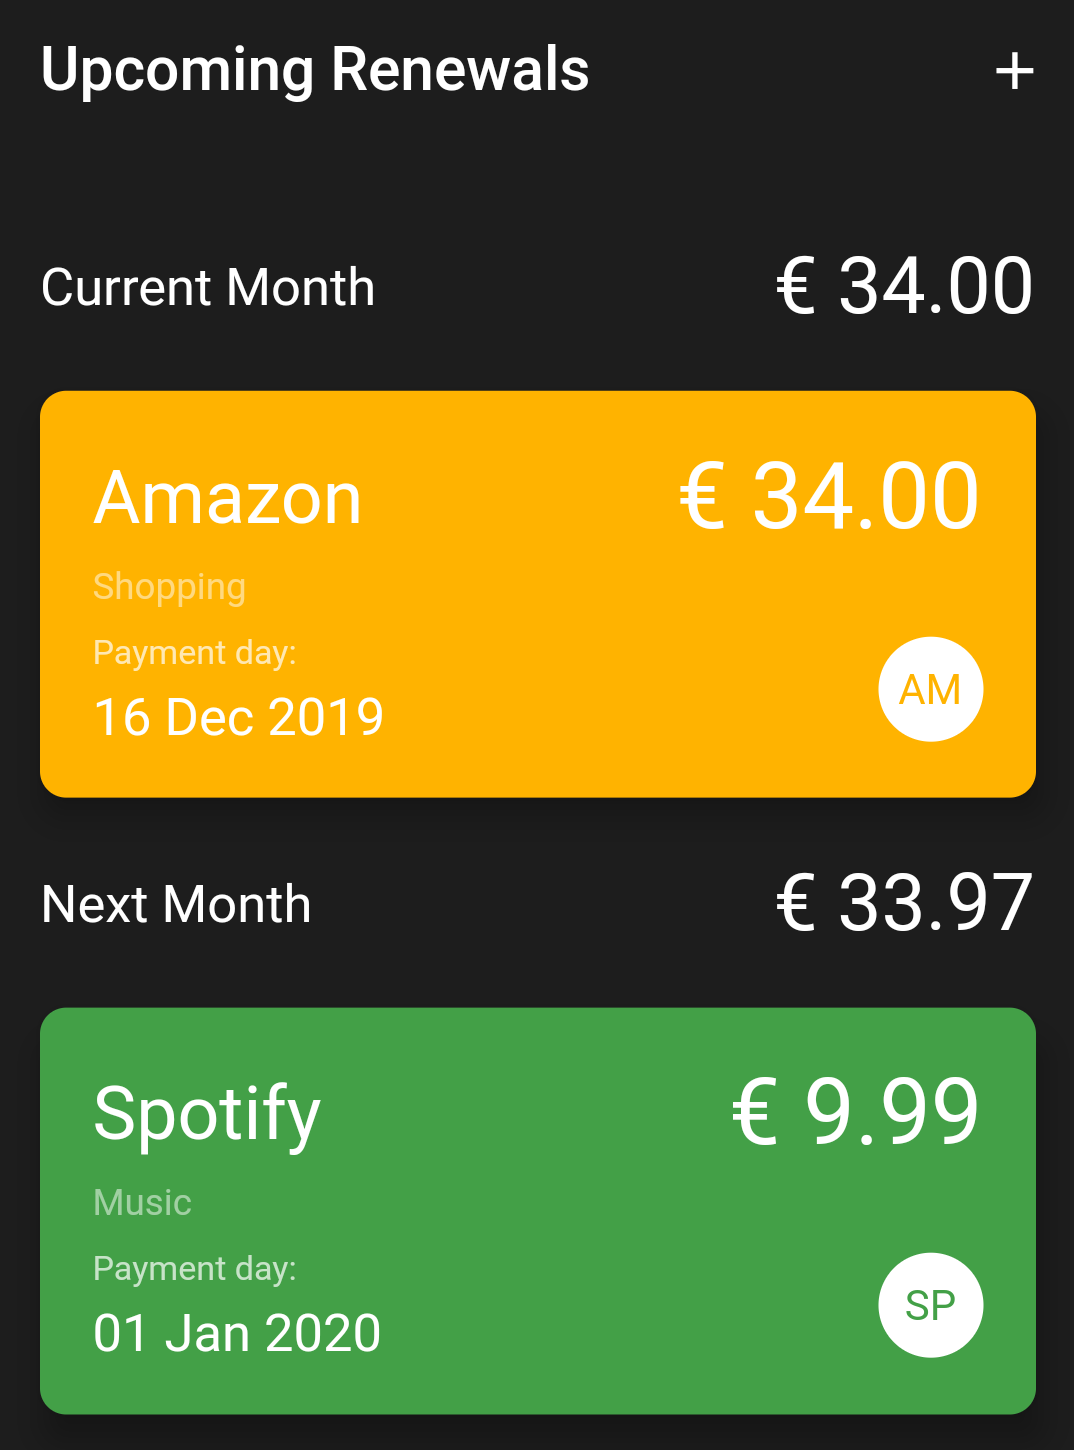 Upcoming Renewals +
Current Month € 34.00
Amazon € 34.00
Shopping
Payment day:
16 Dec 2019
AM
Next Month € 33.97
Spotify € 9.99
Music
Payment day:
01 Jan 2020
SP